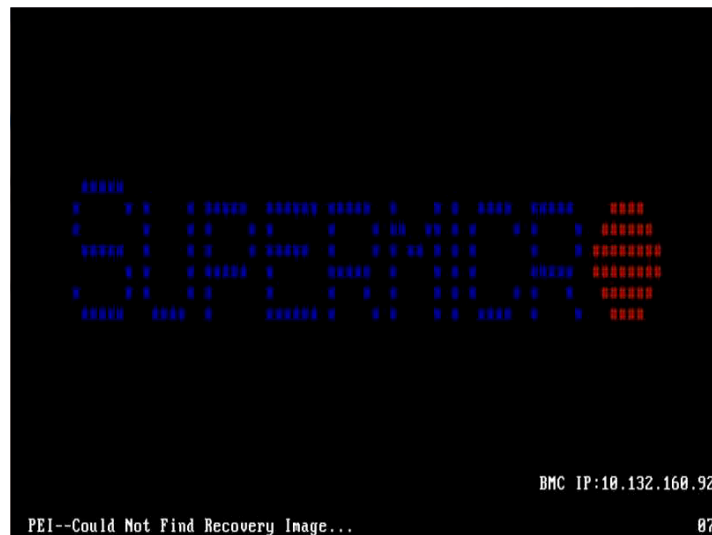 SUPERMICRO
BMC IP:10.132.160.92
PEI--Could Not Find Recovery Image... 07